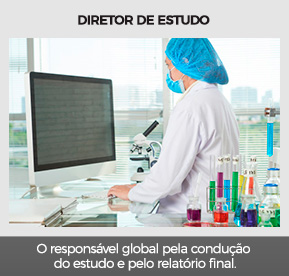 DIRETOR DE ESTUDO
O responsável global pela condução
do estudo e pelo relatório final.